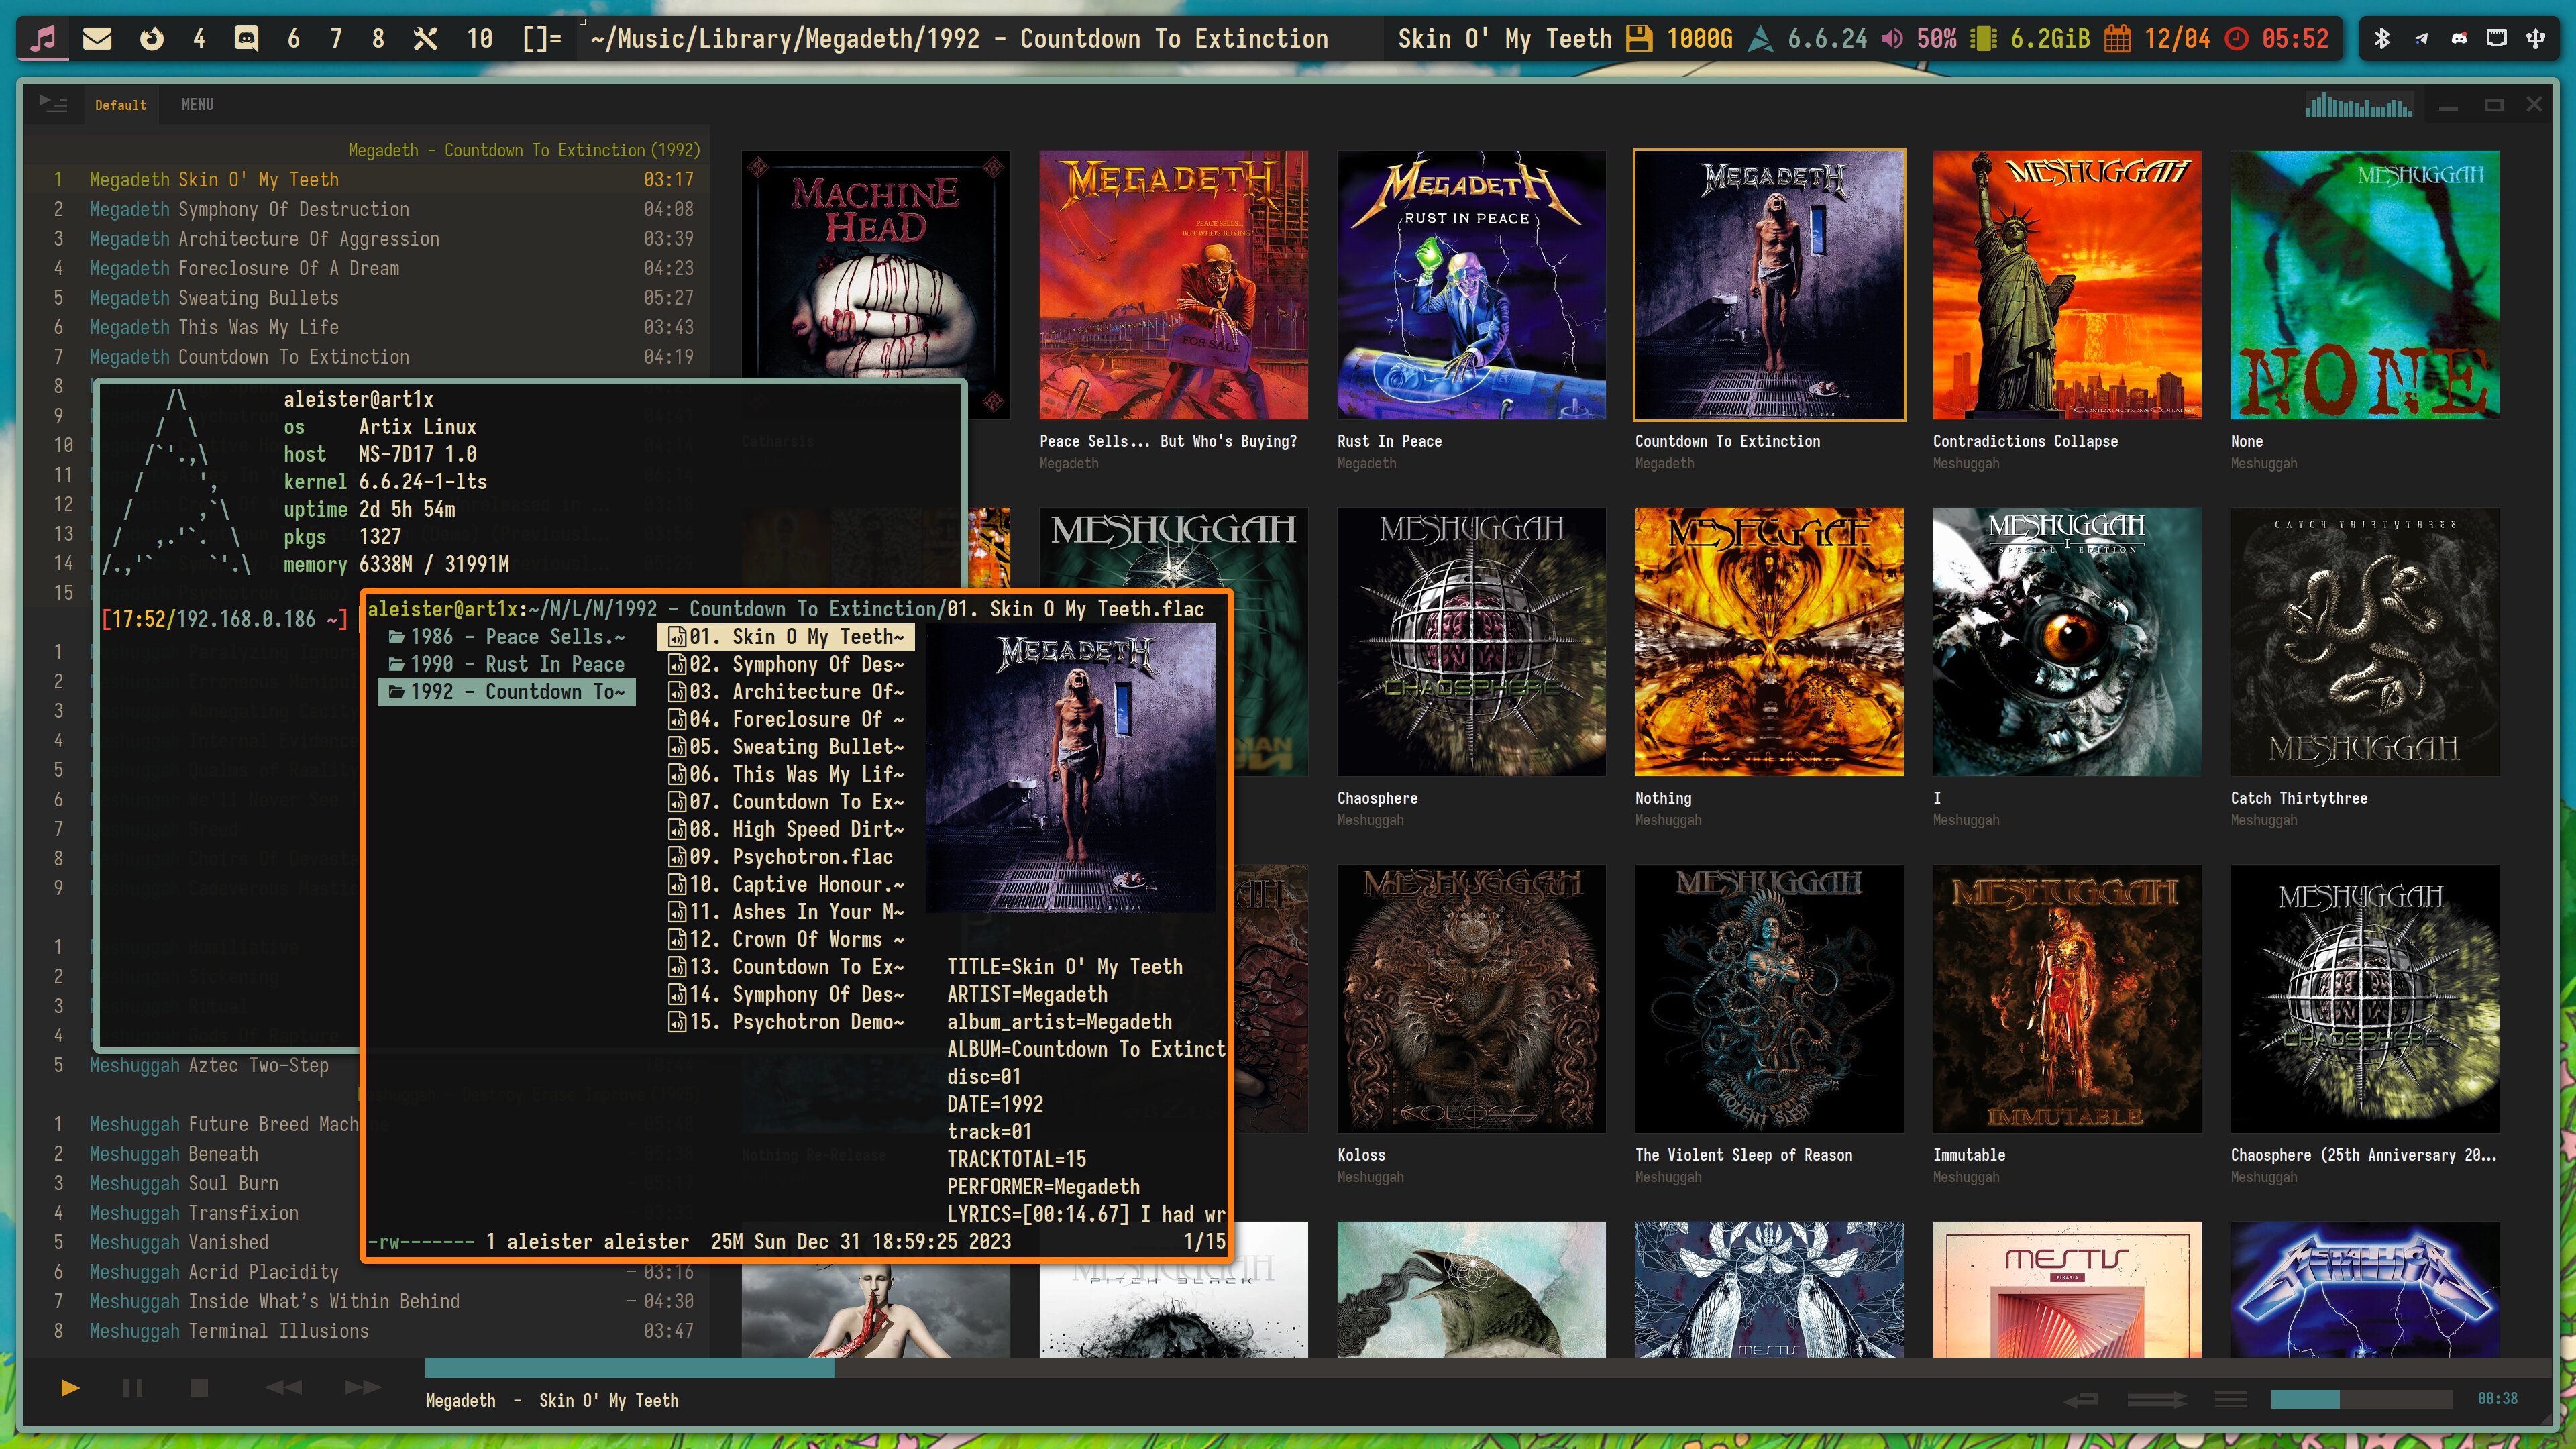 4 6 7 8 10 []= ~/Music/Library/Megadeth/1992 - Countdown To Extinction Skin O' My Teeth 1000G 6.6.24 50% 6.2GiB 12/04 05:52
Default MENU
Megadeth - Countdown To Extinction (1992)
1 Megadeth Skin O' My Teeth 03:17
2 Megadeth Symphony Of Destruction 04:08
3 Megadeth Architecture Of Aggression 03:39
4 Megadeth Foreclosure Of A Dream 04:23
5 Megadeth Sweating Bullets 05:27
6 Megadeth This Was My Life 03:43
7 Megadeth Countdown To Extinction 04:19
8
9
10
11
12
13
14
15
1
2
3
4
5
6
7
8
9
1
2
3
4
5 Meshuggah Aztec Two-Step
1 Meshuggah Future Breed Mach
2 Meshuggah Beneath
3 Meshuggah Soul Burn
4 Meshuggah Transfixion
5 Meshuggah Vanished
6 Meshuggah Acrid Placidity - 03:16
7 Meshuggah Inside What's Within Behind - 04:30
8 Meshuggah Terminal Illusions 03:47
aleister@art1x
os Artix Linux
host MS-7D17 1.0
kernel 6.6.24-1-lts
uptime 2d 5h 54m
pkgs 1327
memory 6338M / 31991M
[17:52/192.168.0.186 ~]
aleister@art1x:~/M/L/M/1992 - Countdown To Extinction/01. Skin O My Teeth.flac
1986 - Peace Sells.~
1990 - Rust In Peace
1992 - Countdown To~
01. Skin O My Teeth~
02. Symphony Of Des~
03. Architecture Of~
04. Foreclosure Of ~
05. Sweating Bullet~
06. This Was My Lif~
07. Countdown To Ex~
08. High Speed Dirt~
09. Psychotron.flac
10. Captive Honour.~
11. Ashes In Your M~
12. Crown Of Worms ~
13. Countdown To Ex~
14. Symphony Of Des~
15. Psychotron Demo~
MEGADETH
TITLE=Skin O' My Teeth
ARTIST=Megadeth
album_artist=Megadeth
ALBUM=Countdown To Extinct
disc=01
DATE=1992
track=01
TRACKTOTAL=15
PERFORMER=Megadeth
LYRICS=[00:14.67] I had wr
-rw------- 1 aleister aleister 25M Sun Dec 31 18:59:25 2023 1/15
MACHINE HEAD
MEGADETH
PEACE SELLS...
BUT WHO'S BUYING?
FOR SALE
MEGADETH
RUST IN PEACE
MEGADETH
MESHUGGAH
CONTRADICTIONS COLLAPSE
MESHUGGAH
NONE
Catharsis
Peace Sells... But Who's Buying?
Megadeth
Rust In Peace
Megadeth
Countdown To Extinction
Megadeth
Contradictions Collapse
Meshuggah
None
Meshuggah
MESHUGGAH
MESHUGGAH
CHAOSPHERE
MESHUGGAH
NOTHING
MESHUGGAH
I
SPECIAL EDITION
CATCH THIRTYTHREE
MESHUGGAH
Chaosphere
Meshuggah
Nothing
Meshuggah
I
Meshuggah
Catch Thirtythree
Meshuggah
MESHUGGAH
KOLOSS
MESHUGGAH
VIOLENT SLEEP
MESHUGGAH
IMMUTABLE
MESHUGGAH
CHAOSPHERE
Nothing Re-Release
Koloss
Meshuggah
The Violent Sleep of Reason
Meshuggah
Immutable
Meshuggah
Chaosphere (25th Anniversary 20...
Meshuggah
MESHUGGAH
PITCH BLACK
MESTIS
MESTIS
EIKASIA
METALLICA
Megadeth - Skin O' My Teeth
00:38